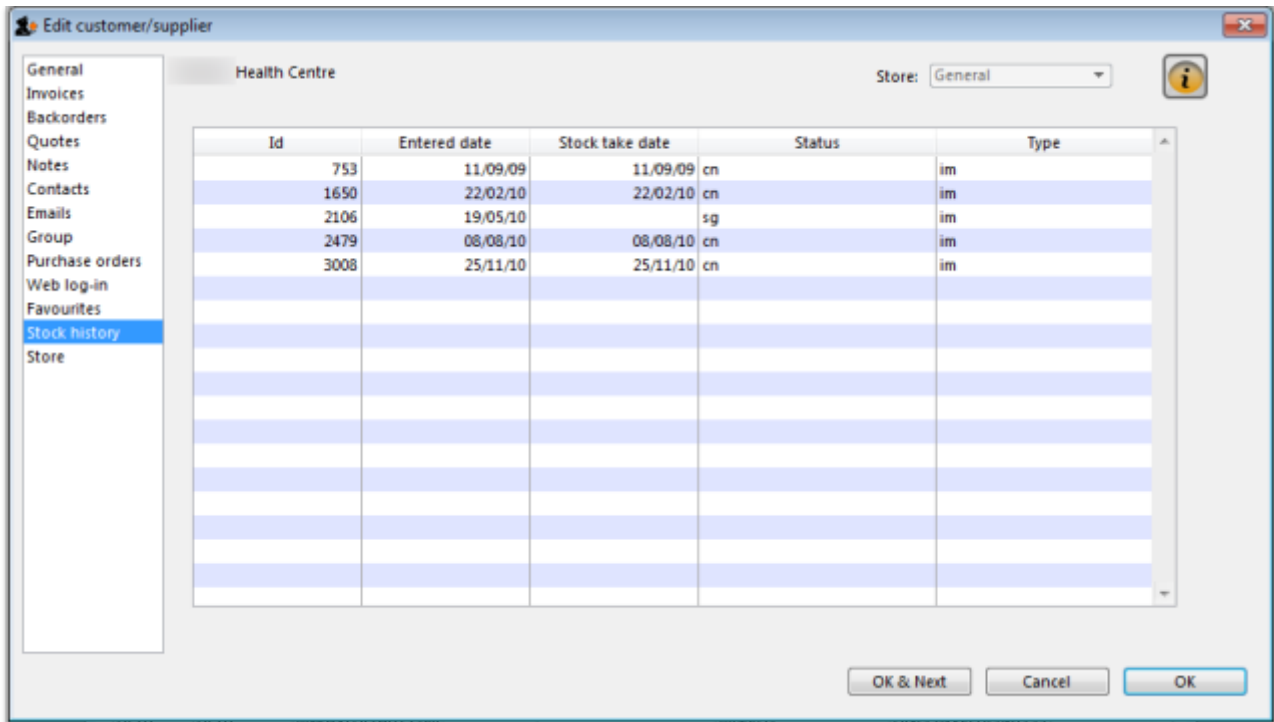 Edit customer/supplier
General
Invoices
Backorders
Quotes
Notes
Contacts
Emails
Group
Purchase orders
Web log-in
Favourites
Stock history
Store
Health Centre
Store: General
Id Entered date Stock take date Status Type
753 11/09/09 11/09/09 cn im
1650 22/02/10 22/02/10 cn im
2106 19/05/10 sg im
2479 08/08/10 08/08/10 cn im
3008 25/11/10 25/11/10 cn im
OK & Next Cancel OK